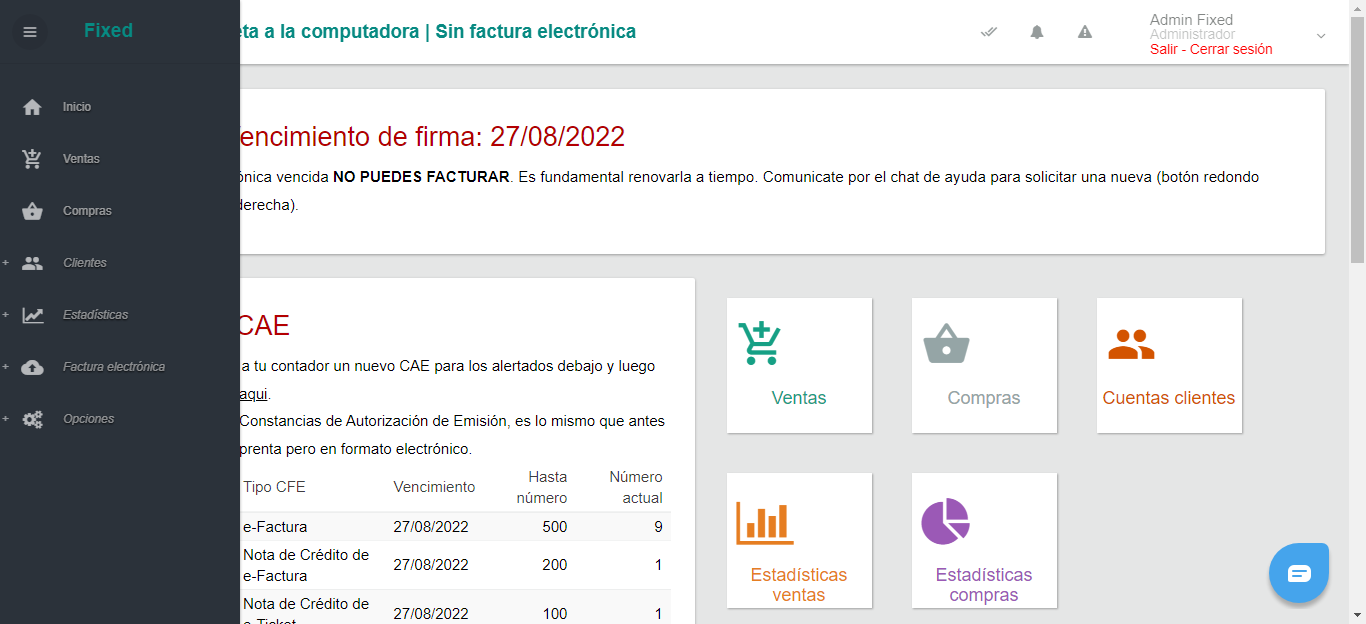 Fixed
eta a la computadora | Sin factura electrónica
Admin Fixed
Administrador
Salir - Cerrar sesión
Inicio
Ventas
Compras
+ Clientes
+ Estadísticas
+ Factura electrónica
+ Opciones
encimiento de firma: 27/08/2022
ónica vencida NO PUEDES FACTURAR. Es fundamental renovarla a tiempo. Comunicate por el chat de ayuda para solicitar una nueva (botón redondo
derecha).
CAE
a tu contador un nuevo CAE para los alertados debajo y luego
aqui.
Constancias de Autorización de Emisión, es lo mismo que antes
prenta pero en formato electrónico.
Tipo CFE Vencimiento Hasta número Número actual
e-Factura 27/08/2022 500 9
Nota de Crédito de e-Factura 27/08/2022 200 1
Nota de Crédito de e-Ticket 27/08/2022 100 1
Ventas
Compras
Cuentas clientes
Estadísticas
ventas
Estadísticas
compras